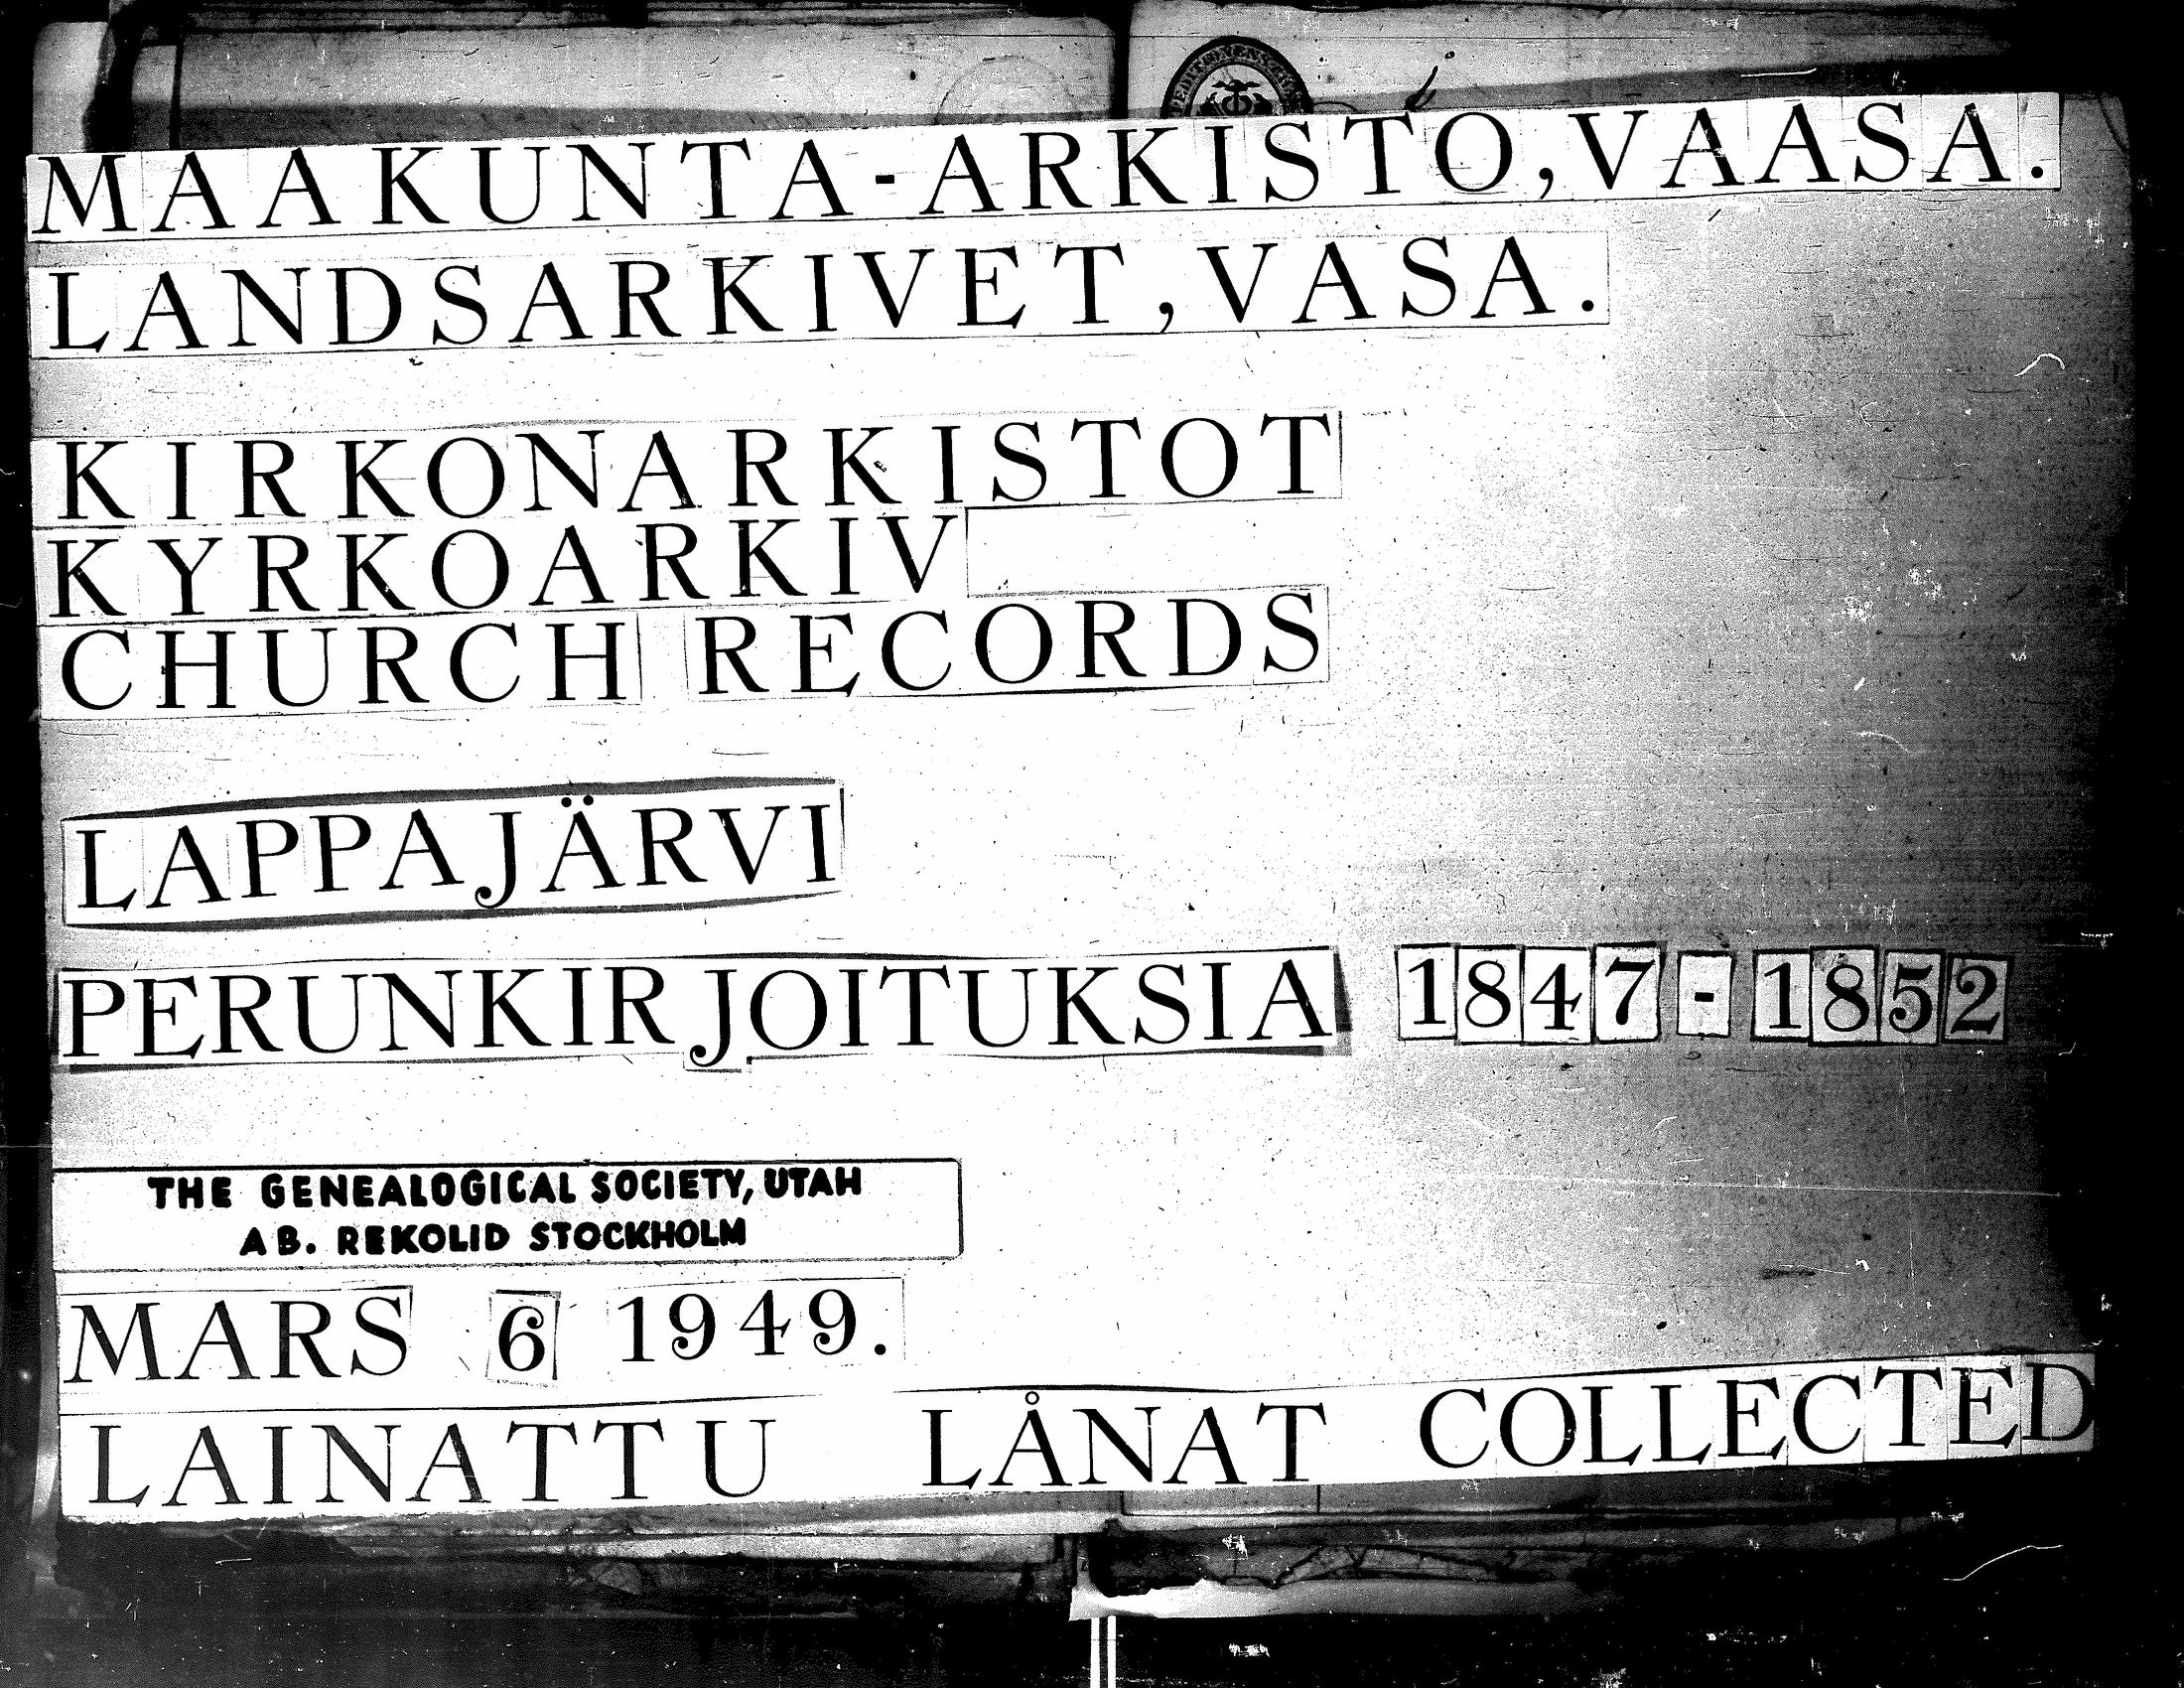 MAAKUNTA-ARKISTO, VAASA.
LANDSARKIVET, VASA.
KIRKONARKISTOT
KYRKOARKIV
CHURCH RECORDS
LAPPAJÄRVI
PERUNKIRJOITUKSIA 1847-1852
THE GENEALOGICAL SOCIETY, UTAH
AB. REKOLID STOCKHOLM
MARS 6 1949.
LAINATTU LÅNAT COLLECTED